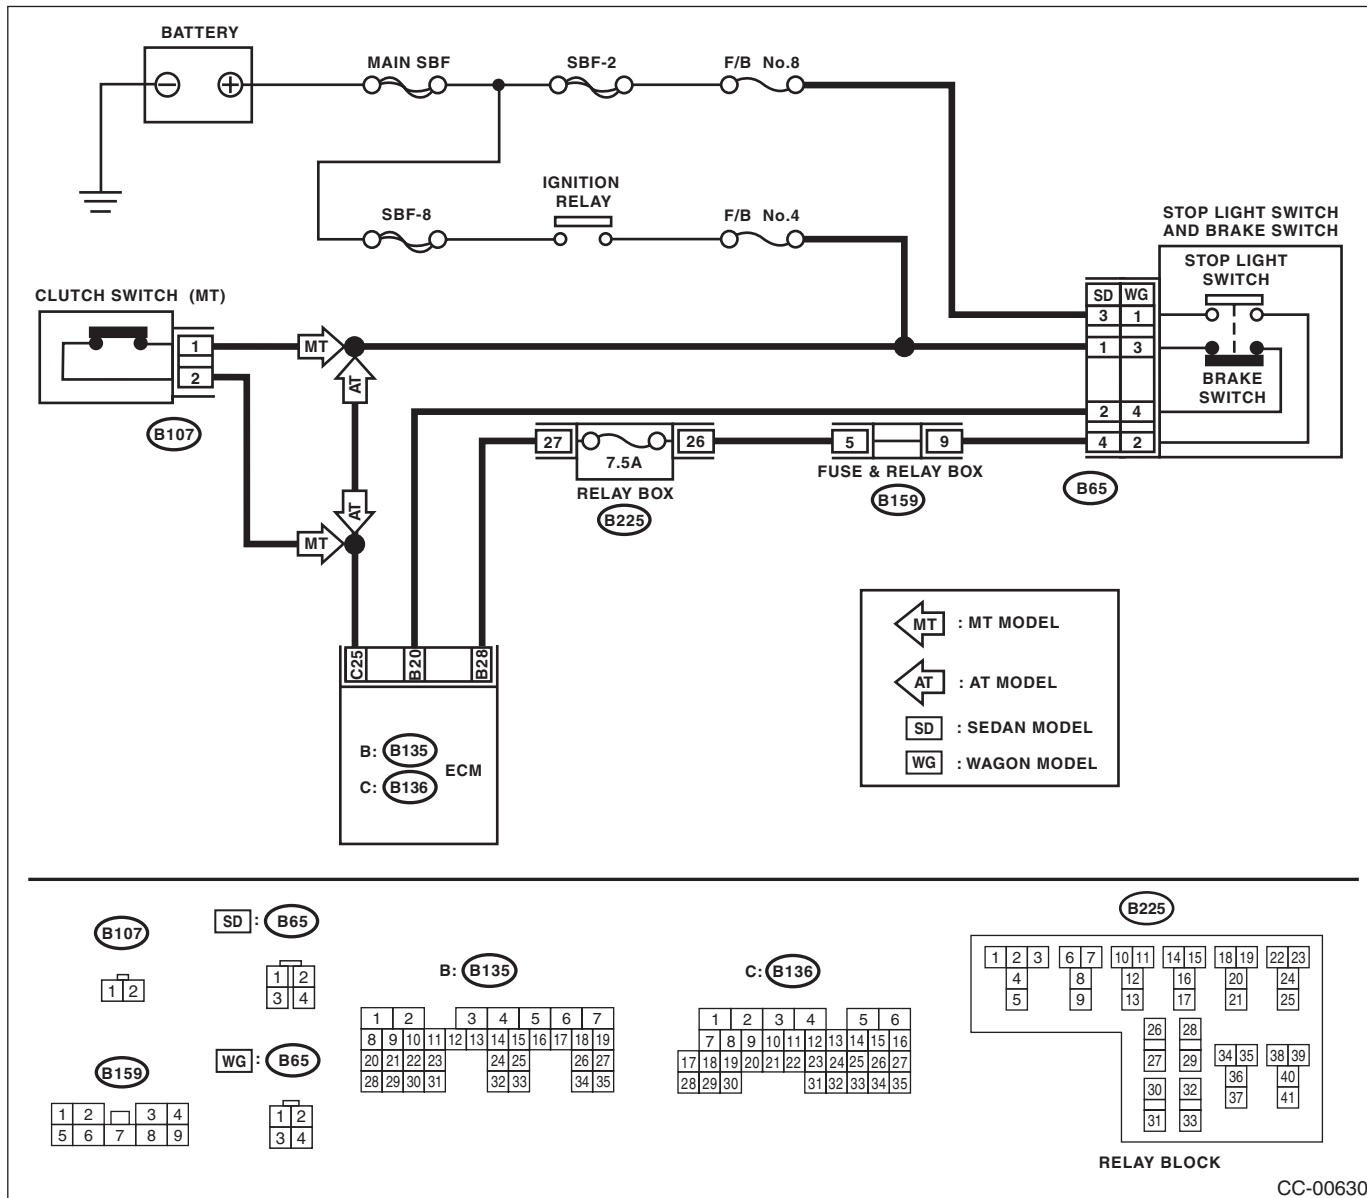 BATTERY
MAIN SBF
SBF-2
F/B No.8
SBF-8
IGNITION
RELAY
F/B No.4
STOP LIGHT SWITCH
AND BRAKE SWITCH
STOP LIGHT
SWITCH
BRAKE
SWITCH
SD WG
3 1
1 3
2 4
4 2
B65
CLUTCH SWITCH (MT)
1
2
B107
MT
AT
AT
MT
27
7.5A
26
RELAY BOX
B225
5
9
FUSE & RELAY BOX
B159
C25
B20
B28
B: B135
ECM
C: B136
MT : MT MODEL
AT : AT MODEL
SD : SEDAN MODEL
WG : WAGON MODEL
B107
1 2
SD : B65
1 2
3 4
B159
1 2 3 4
5 6 7 8 9
WG : B65
1 2
3 4
B: B135
1 2 3 4 5 6 7
8 9 10 11 12 13 14 15 16 17 18 19
20 21 22 23 24 25 26 27
28 29 30 31 32 33 34 35
C: B136
1 2 3 4 5 6
7 8 9 10 11 12 13 14 15 16
17 18 19 20 21 22 23 24 25 26 27
28 29 30 31 32 33 34 35
B225
1 2 3 6 7 10 11 14 15 18 19 22 23
4 8 12 16 20 24
5 9 13 17 21 25
26 28
27 29 34 35 38 39
36 40
30 32 37 41
31 33
RELAY BLOCK
CC-00630